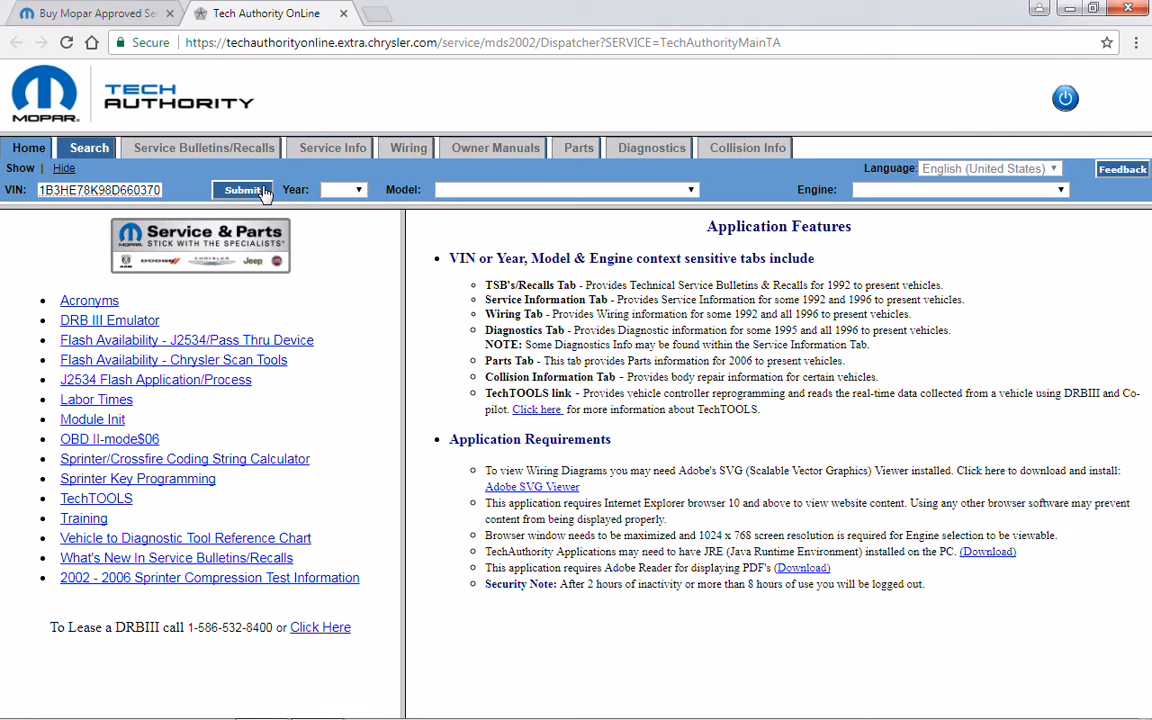 Buy Mopar Approved Se
Tech Authority OnLine
Secure
https://techauthorityonline.extra.chrysler.com/service/mds2002/Dispatcher?SERVICE=TechAuthorityMainTA
MOPAR.
TECH
AUTHORITY
Home
Search
Service Bulletins/Recalls
Service Info
Wiring
Owner Manuals
Parts
Diagnostics
Collision Info
Show | Hide
Language: English (United States)
Feedback
VIN: 1B3HE78K98D660370
Submit
Year:
Model:
Engine:
Service & Parts
STICK WITH THE SPECIALISTS
MOPAR
RAM DODGE CHRYSLER Jeep FIAT
• Acronyms
• DRB III Emulator
• Flash Availability - J2534/Pass Thru Device
• Flash Availability - Chrysler Scan Tools
• J2534 Flash Application/Process
• Labor Times
• Module Init
• OBD II-mode$06
• Sprinter/Crossfire Coding String Calculator
• Sprinter Key Programming
• TechTOOLS
• Training
• Vehicle to Diagnostic Tool Reference Chart
• What's New In Service Bulletins/Recalls
• 2002 - 2006 Sprinter Compression Test Information
To Lease a DRBIII call 1-586-532-8400 or Click Here
Application Features
• VIN or Year, Model & Engine context sensitive tabs include
TSB's/Recalls Tab - Provides Technical Service Bulletins & Recalls for 1992 to present vehicles.
Service Information Tab - Provides Service Information for some 1992 and 1996 to present vehicles.
Wiring Tab - Provides Wiring information for some 1992 and all 1996 to present vehicles.
Diagnostics Tab - Provides Diagnostic information for some 1995 and all 1996 to present vehicles.
NOTE: Some Diagnostics Info may be found within the Service Information Tab.
Parts Tab - This tab provides Parts information for 2006 to present vehicles.
Collision Information Tab - Provides body repair information for certain vehicles.
TechTOOLS link - Provides vehicle controller reprogramming and reads the real-time data collected from a vehicle using DRBIII and Co-
pilot. Click here for more information about TechTOOLS.
• Application Requirements
To view Wiring Diagrams you may need Adobe's SVG (Scalable Vector Graphics) Viewer installed. Click here to download and install:
Adobe SVG Viewer
This application requires Internet Explorer browser 10 and above to view website content. Using any other browser software may prevent
content from being displayed properly.
Browser window needs to be maximized and 1024 x 768 screen resolution is required for Engine selection to be viewable.
TechAuthority Applications may need to have JRE (Java Runtime Environment) installed on the PC. (Download)
This application requires Adobe Reader for displaying PDF's (Download)
Security Note: After 2 hours of inactivity or more than 8 hours of use you will be logged out.